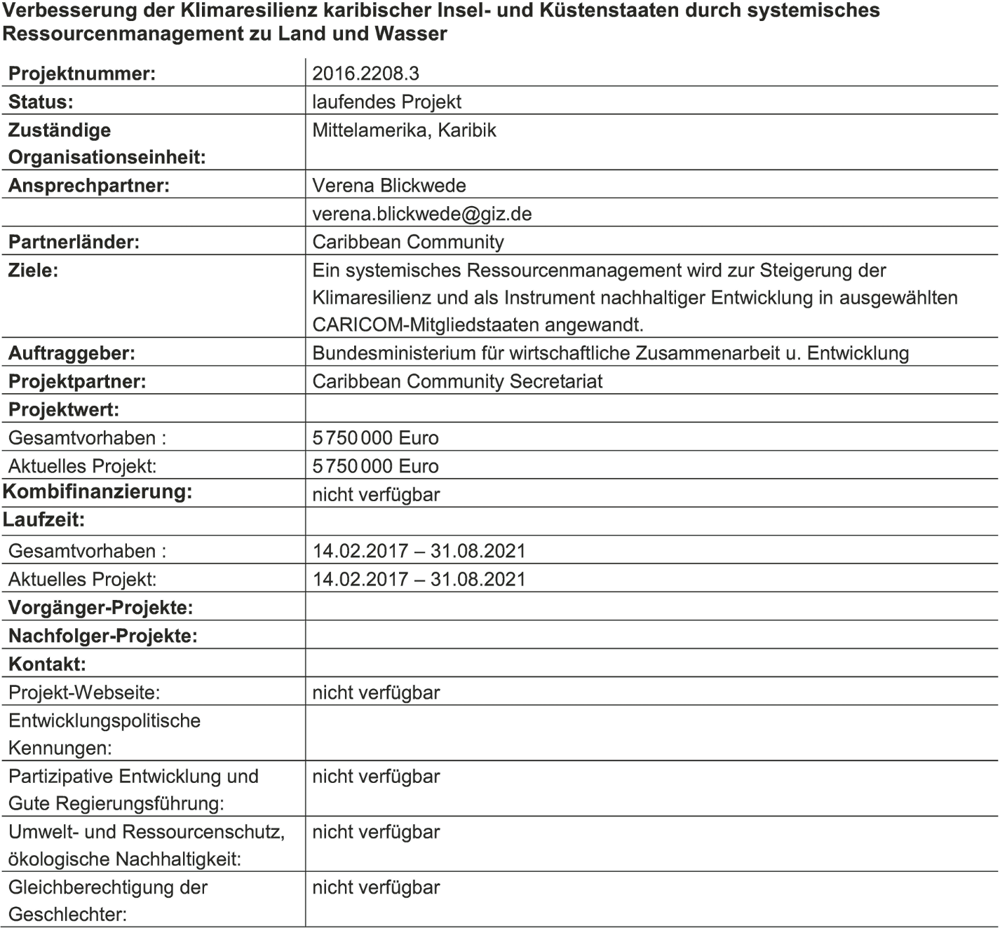 Verbesserung der Klimaresilienz karibischer Insel- und Küstenstaaten durch systemisches
Ressourcenmanagement zu Land und Wasser
Projektnummer: 2016.2208.3
Status: laufendes Projekt
Zuständige Mittelamerika, Karibik
Organisationseinheit:
Ansprechpartner: Verena Blickwede
verena.blickwede@giz.de
Partnerländer: Caribbean Community
Ziele: Ein systemisches Ressourcenmanagement wird zur Steigerung der
Klimaresilienz und als Instrument nachhaltiger Entwicklung in ausgewählten
CARICOM-Mitgliedstaaten angewandt.
Auftraggeber: Bundesministerium für wirtschaftliche Zusammenarbeit u. Entwicklung
Projektpartner: Caribbean Community Secretariat
Projektwert:
Gesamtvorhaben : 5 750 000 Euro
Aktuelles Projekt: 5 750 000 Euro
Kombifinanzierung: nicht verfügbar
Laufzeit:
Gesamtvorhaben : 14.02.2017 – 31.08.2021
Aktuelles Projekt: 14.02.2017 – 31.08.2021
Vorgänger-Projekte:
Nachfolger-Projekte:
Kontakt:
Projekt-Webseite: nicht verfügbar
Entwicklungspolitische
Kennungen:
Partizipative Entwicklung und nicht verfügbar
Gute Regierungsführung:
Umwelt- und Ressourcenschutz, nicht verfügbar
ökologische Nachhaltigkeit:
Gleichberechtigung der nicht verfügbar
Geschlechter: